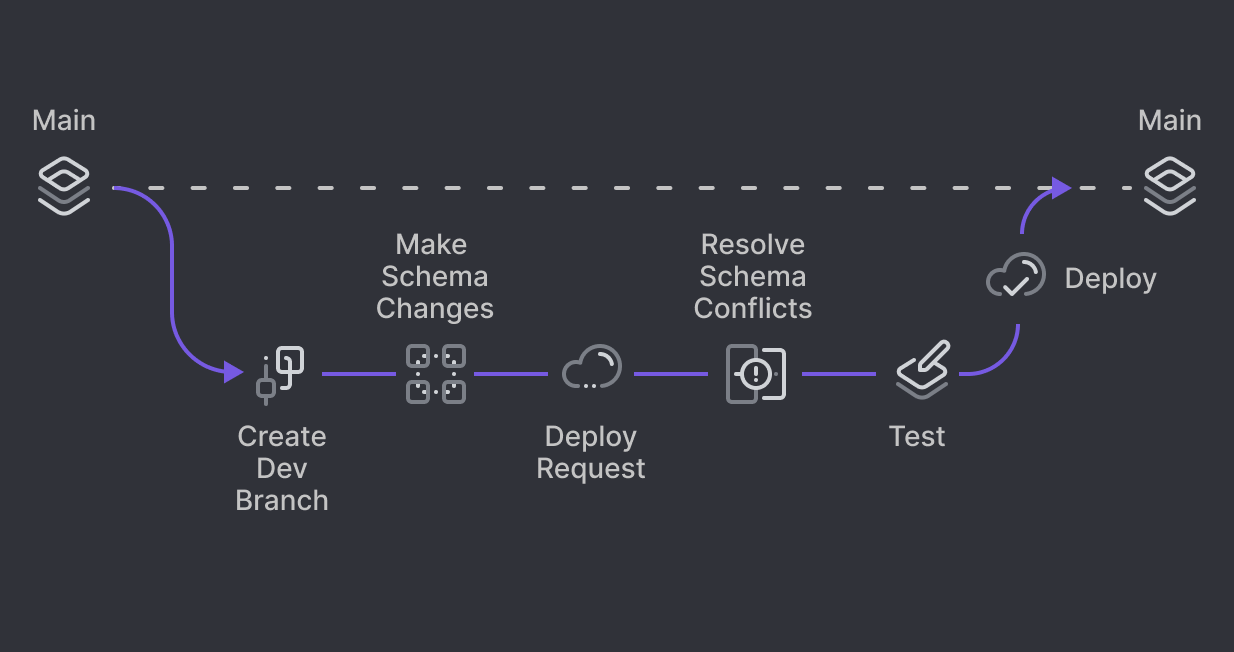 Main
Main
Make
Schema
Changes
Resolve
Schema
Conflicts
Deploy
Create
Dev
Branch
Deploy
Request
Test